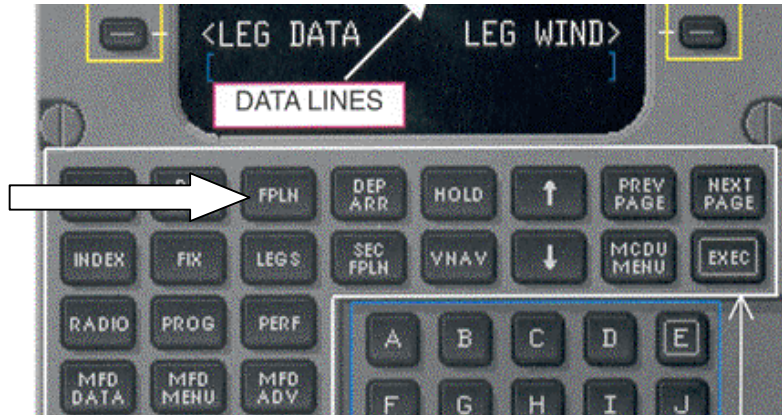 <LEG DATA LEG WIND>
[ ]
DATA LINES
FPLN DEP ARR HOLD ↑ PREV PAGE NEXT PAGE
INDEX FIX LEGS SEC FPLN VNAV ↓ MCDU MENU EXEC
RADIO PROG PERF
A B C D E
MFD DATA MFD MENU MFD ADV
F G H I J